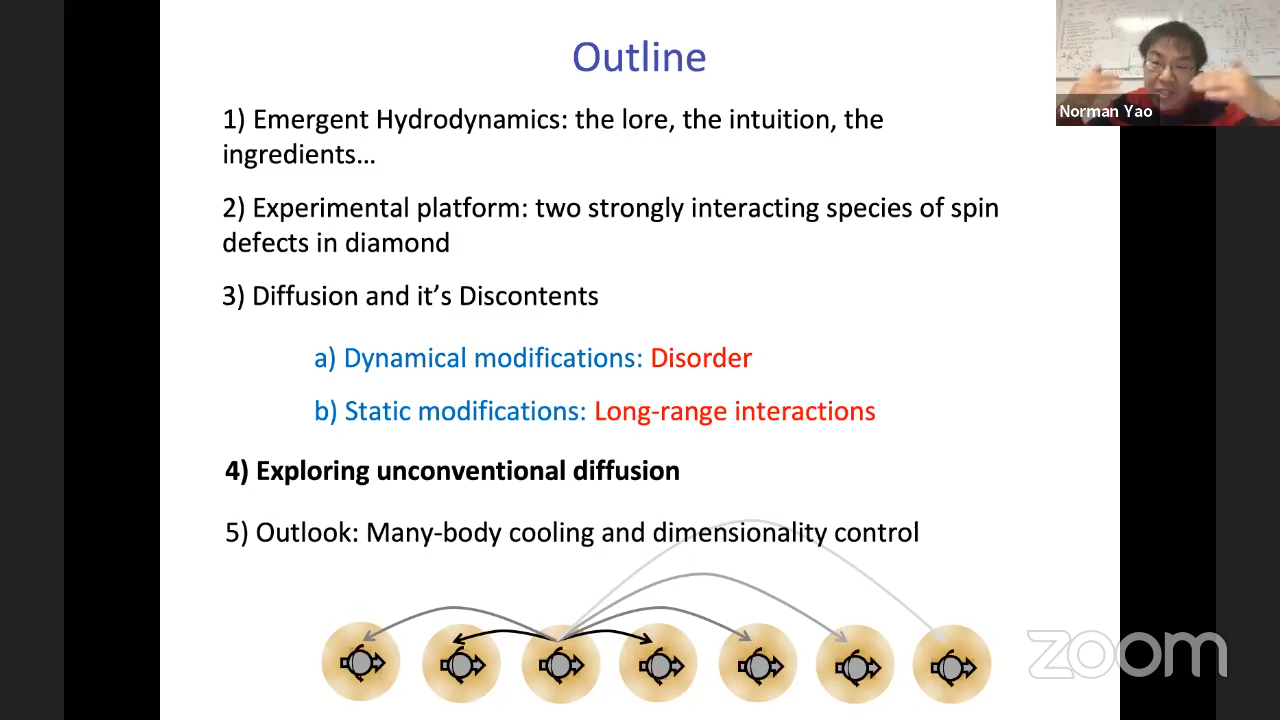 Outline
Norman Yao
1) Emergent Hydrodynamics: the lore, the intuition, the
ingredients…
2) Experimental platform: two strongly interacting species of spin
defects in diamond
3) Diffusion and it’s Discontents
a) Dynamical modifications: Disorder
b) Static modifications: Long-range interactions
4) Exploring unconventional diffusion
5) Outlook: Many-body cooling and dimensionality control
zoom